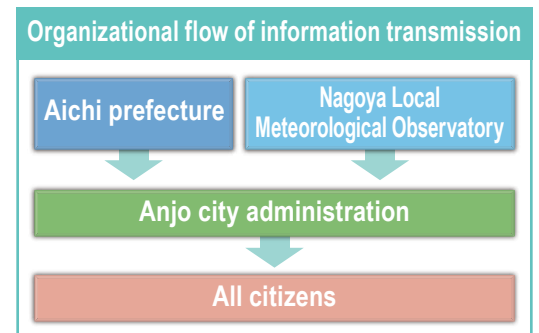 Organizational flow of information transmission
Aichi prefecture
Nagoya Local
Meteorological Observatory
Anjo city administration
All citizens